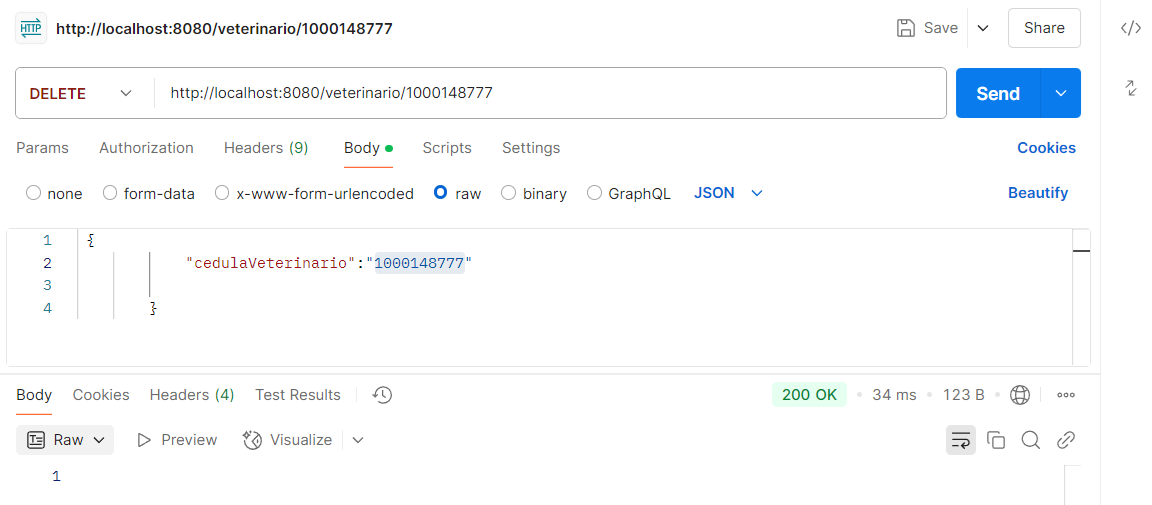 HTTP http://localhost:8080/veterinario/1000148777 Save Share </>
DELETE http://localhost:8080/veterinario/1000148777 Send
Params Authorization Headers (9) Body Scripts Settings Cookies
none form-data x-www-form-urlencoded raw binary GraphQL JSON Beautify
1 {
2 "cedulaVeterinario":"1000148777"
3
4 }
Body Cookies Headers (4) Test Results 200 OK 34 ms 123 B
Raw Preview Visualize
1